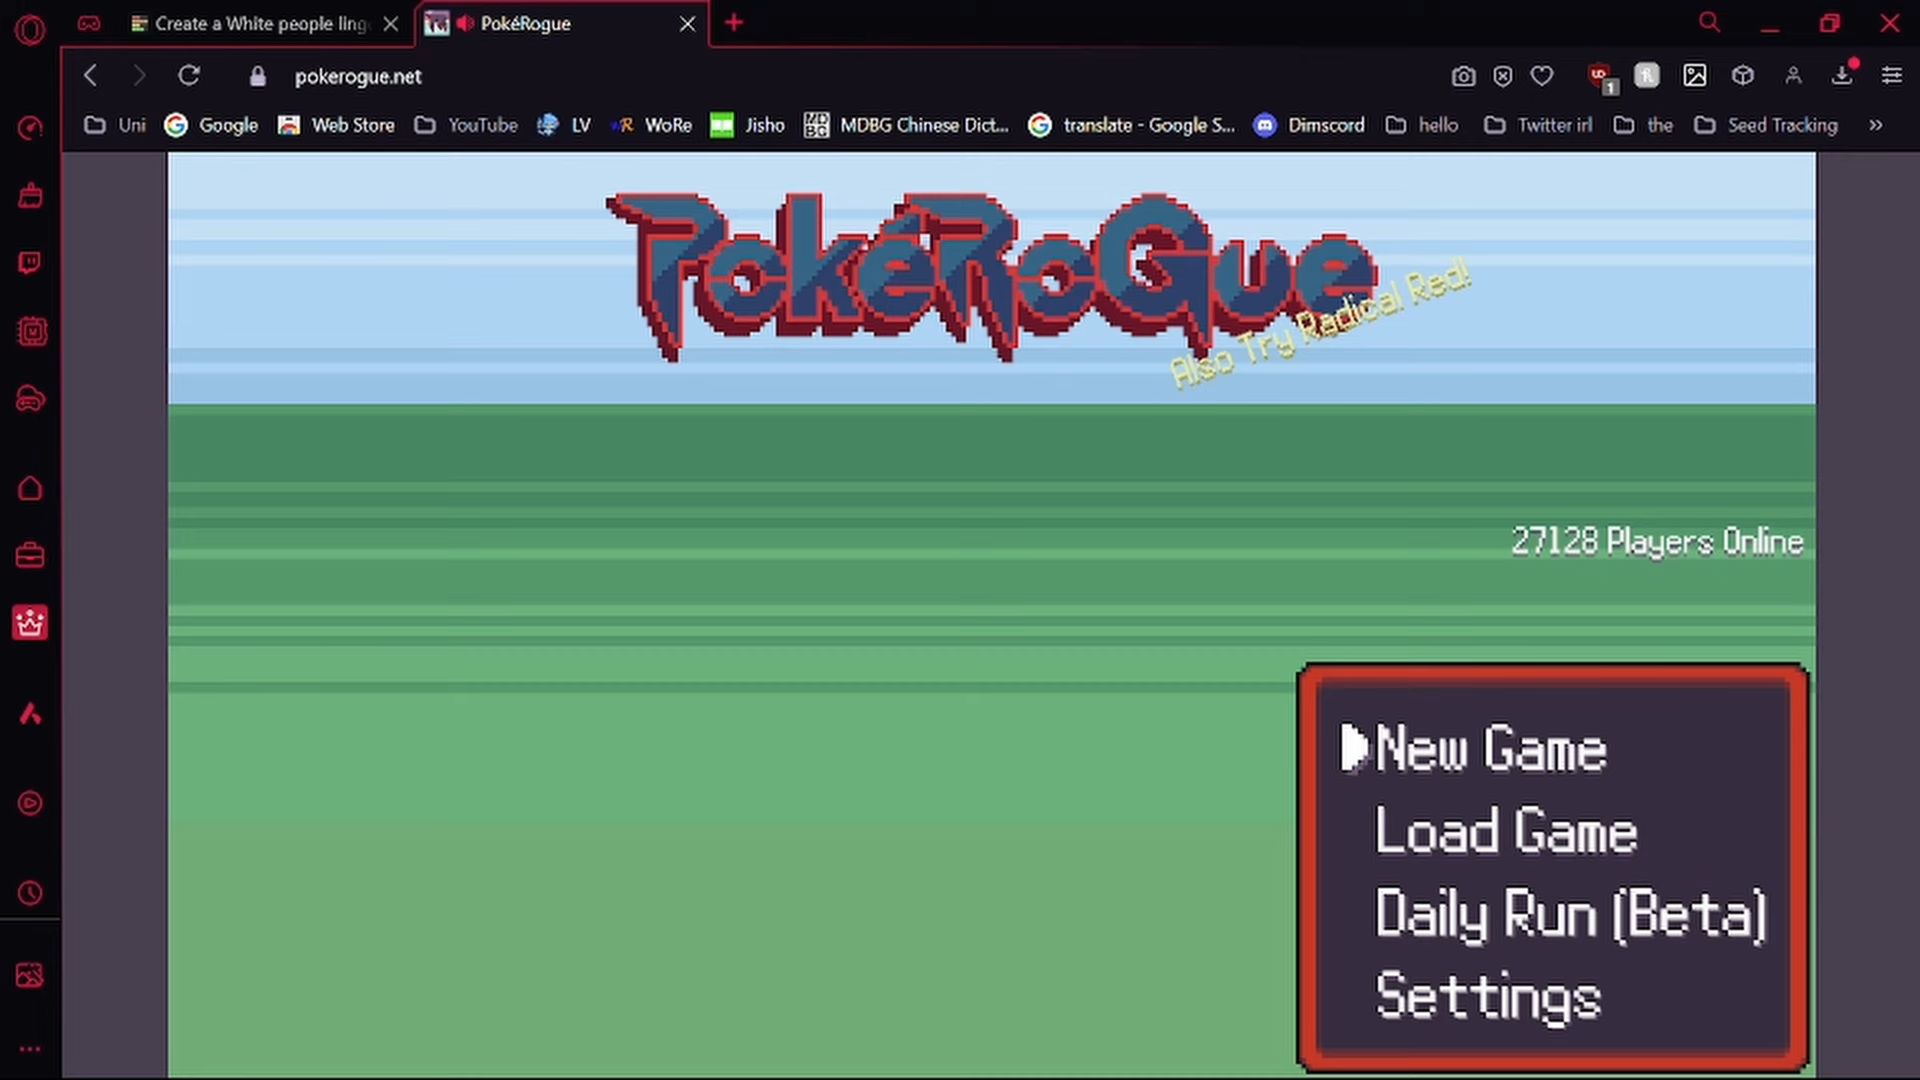 Create a White people ling
PokéRogue
pokerogue.net
1
Uni
Google
Web Store
YouTube
LV
WoRe
Jisho
MDBG
MDBG Chinese Dict...
translate - Google S...
Dimscord
hello
Twitter irl
the
Seed Tracking
PokéRoGue
Also Try Radical Red!
27128 Players Online
New Game
Load Game
Daily Run (Beta)
Settings